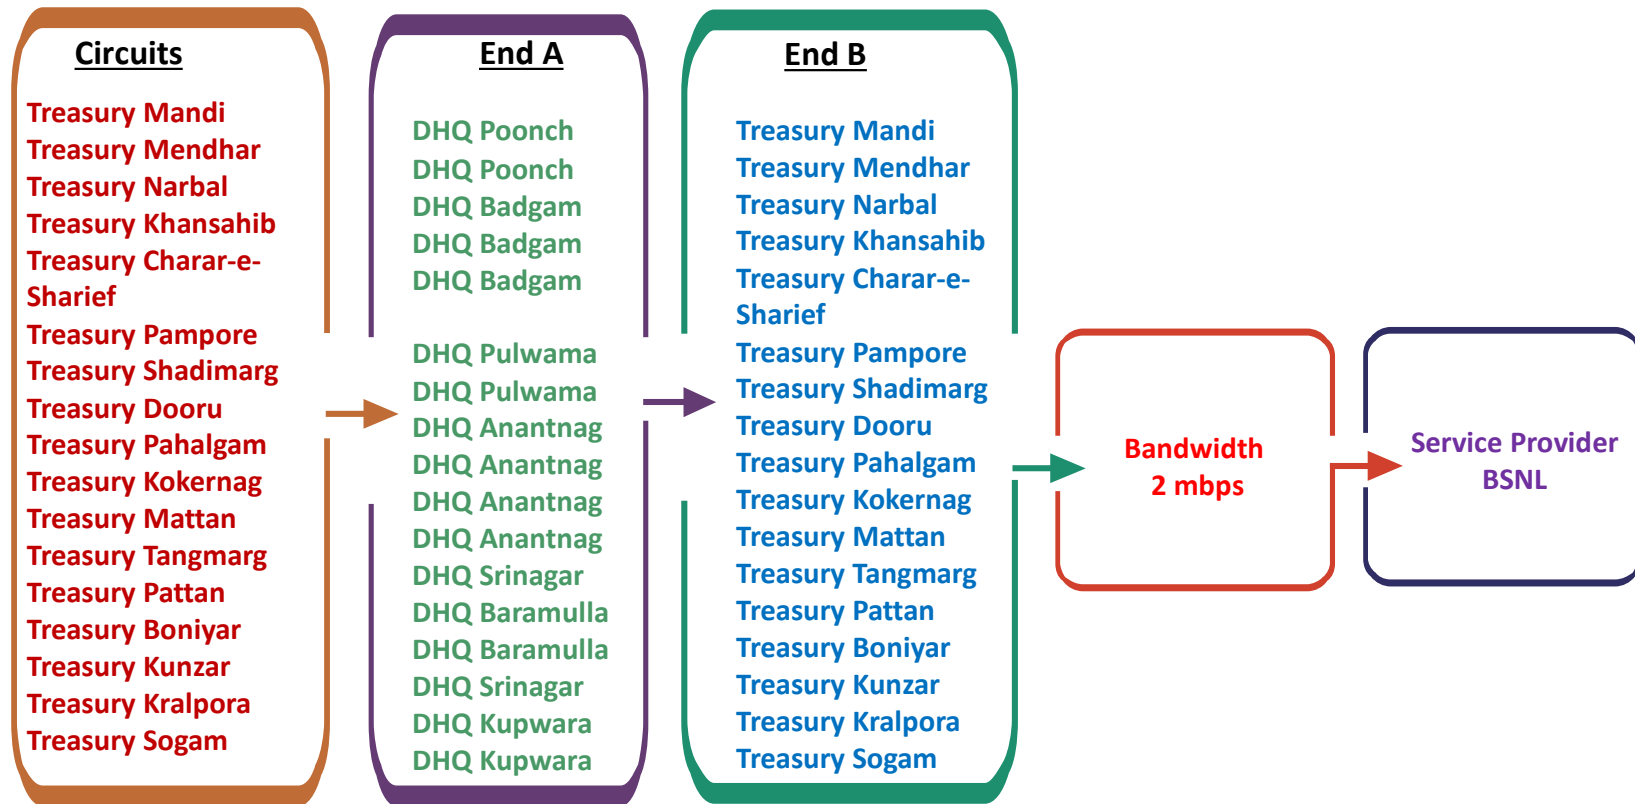 Circuits
Treasury Mandi
Treasury Mendhar
Treasury Narbal
Treasury Khansahib
Treasury Charar-e-
Sharief
Treasury Pampore
Treasury Shadimarg
Treasury Dooru
Treasury Pahalgam
Treasury Kokernag
Treasury Mattan
Treasury Tangmarg
Treasury Pattan
Treasury Boniyar
Treasury Kunzar
Treasury Kralpora
Treasury Sogam
End A
DHQ Poonch
DHQ Poonch
DHQ Badgam
DHQ Badgam
DHQ Badgam
DHQ Pulwama
DHQ Pulwama
DHQ Anantnag
DHQ Anantnag
DHQ Anantnag
DHQ Anantnag
DHQ Srinagar
DHQ Baramulla
DHQ Baramulla
DHQ Srinagar
DHQ Kupwara
DHQ Kupwara
End B
Treasury Mandi
Treasury Mendhar
Treasury Narbal
Treasury Khansahib
Treasury Charar-e-
Sharief
Treasury Pampore
Treasury Shadimarg
Treasury Dooru
Treasury Pahalgam
Treasury Kokernag
Treasury Mattan
Treasury Tangmarg
Treasury Pattan
Treasury Boniyar
Treasury Kunzar
Treasury Kralpora
Treasury Sogam
Bandwidth
2 mbps
Service Provider
BSNL